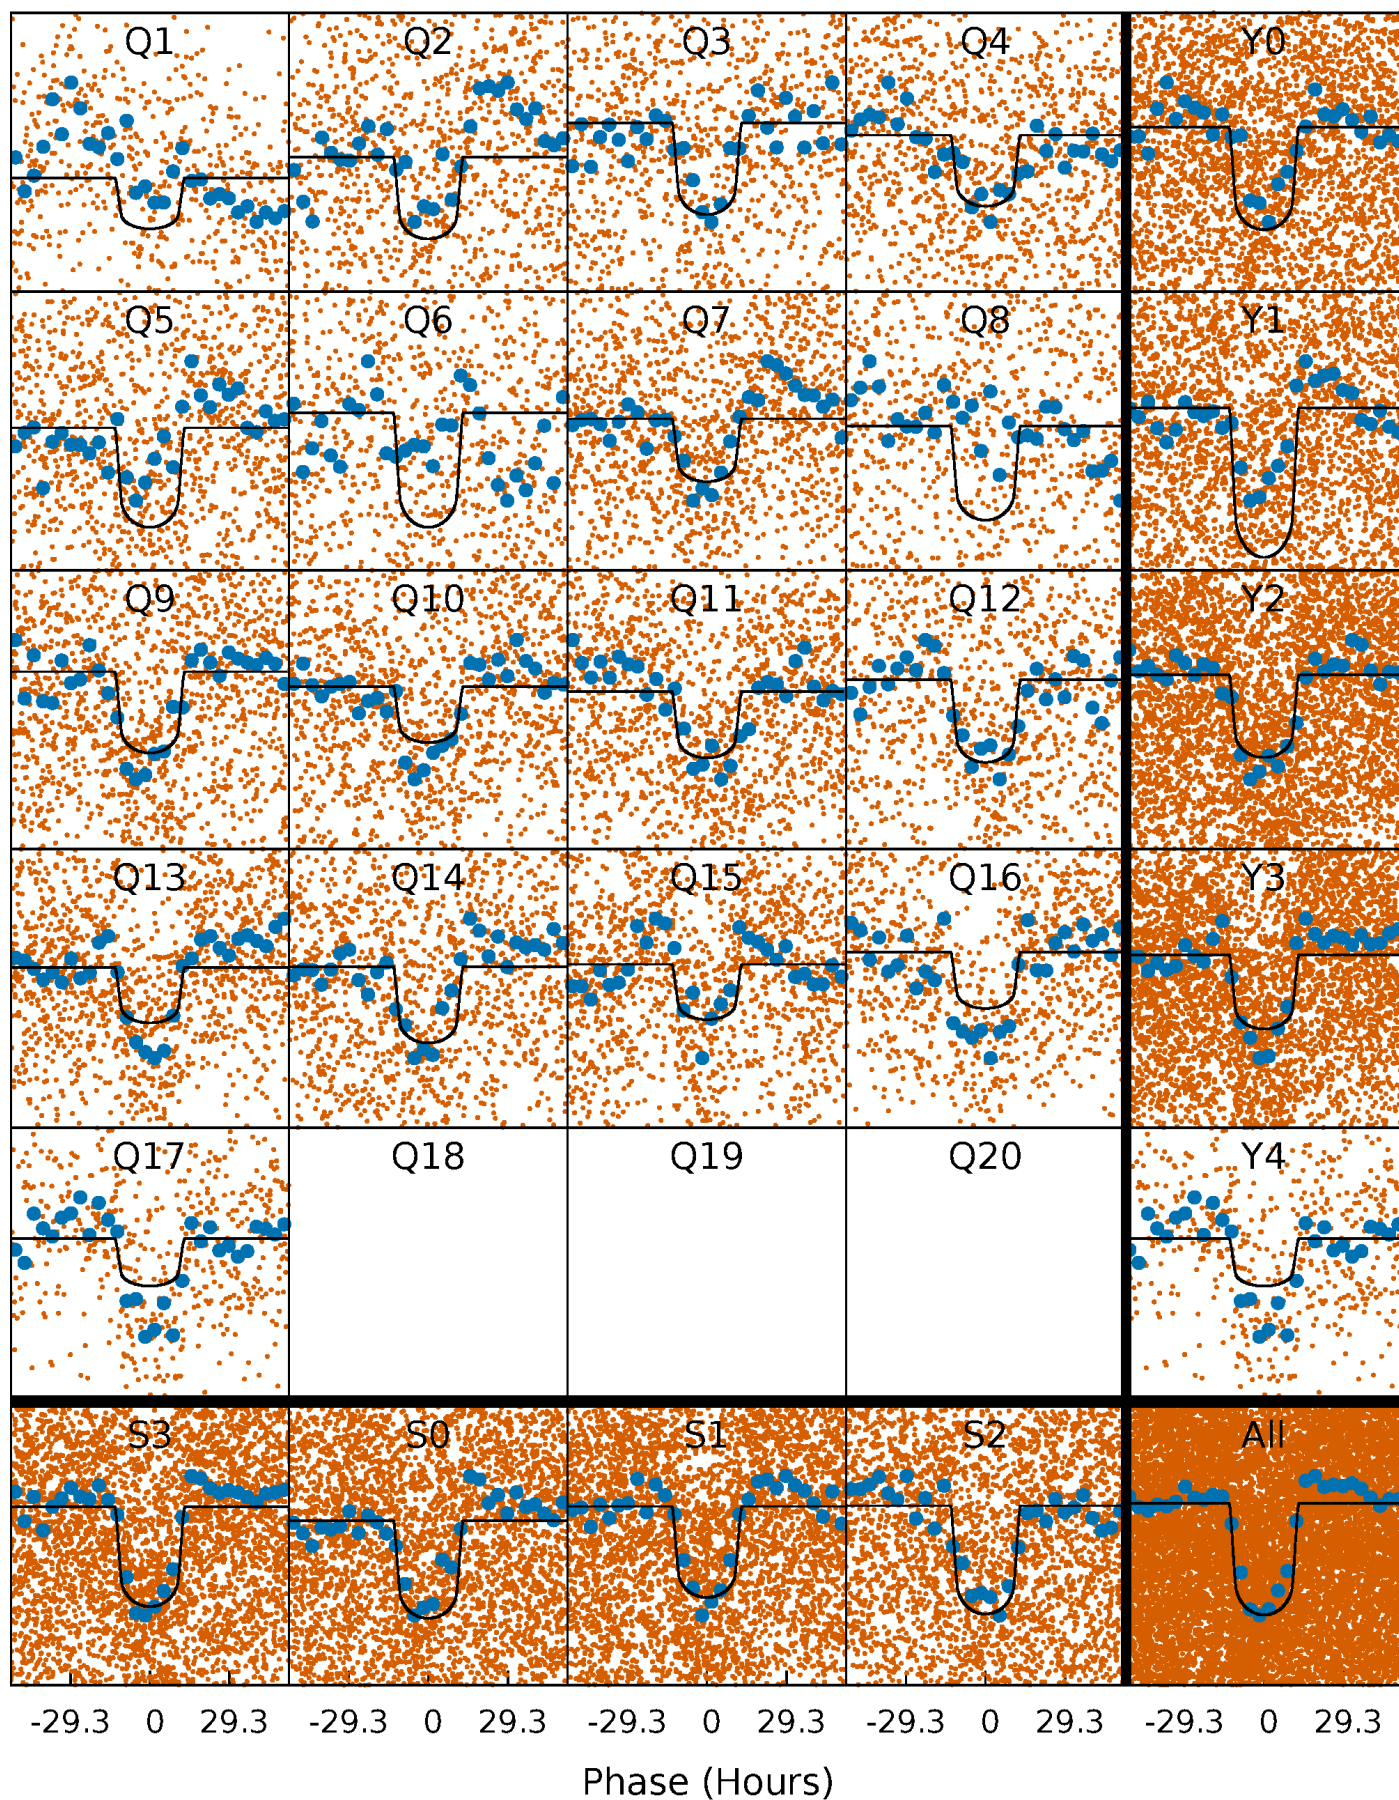 Q1 Q2 Q3 Q4 Y0
Q5 Q6 Q7 Q8 Y1
Q9 Q10 Q11 Q12 Y2
Q13 Q14 Q15 Q16 Y3
Q17 Q18 Q19 Q20 Y4
S3 S0 S1 S2 All
-29.3 0 29.3 -29.3 0 29.3 -29.3 0 29.3 -29.3 0 29.3 -29.3 0 29.3
Phase (Hours)